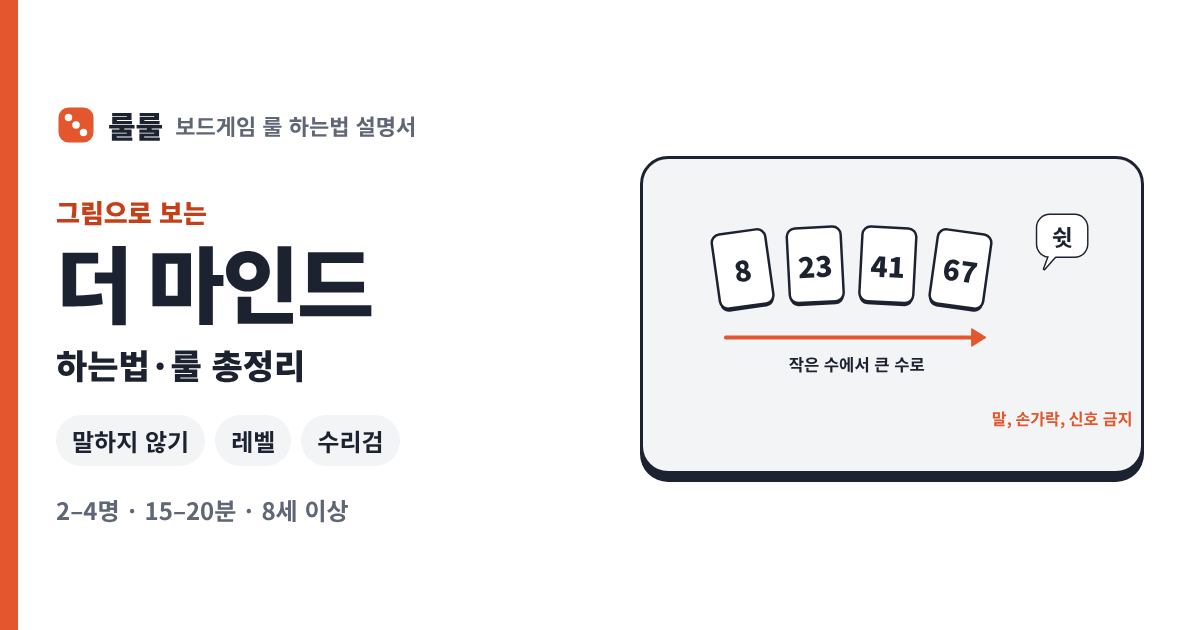 룰룰 보드게임 룰 하는법 설명서
그림으로 보는
더 마인드
하는법·룰 총정리
말하지 않기 레벨 수리검
2–4명 · 15–20분 · 8세 이상
쉿
8 23 41 67
작은 수에서 큰 수로
말, 손가락, 신호 금지